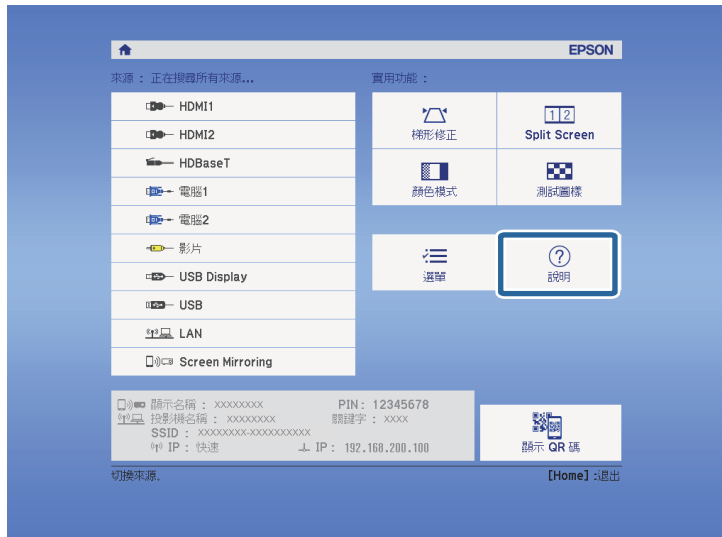 EPSON
來源 : 正在搜尋所有來源...
實用功能 :
HDMI1
HDMI2
HDBaseT
電腦1
電腦2
影片
USB Display
USB
LAN
Screen Mirroring
梯形修正
1 2
Split Screen
顏色模式
測試圖樣
選單
?
說明
顯示名稱 : xxxxxxxx
PIN : 12345678
投影機名稱 : xxxxxxxx
關鍵字 : xxxx
SSID : xxxxxxxx-xxxxxxxxxx
IP : 快速
IP : 192.168.200.100
顯示 QR 碼
切換來源.
[Home] :退出